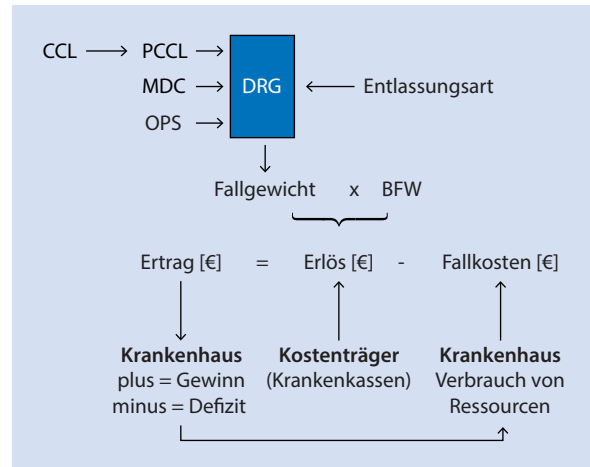 CCL PCCL
MDC DRG Entlassungsart
OPS
Fallgewicht x BFW
Ertrag [€] = Erlös [€] - Fallkosten [€]
Krankenhaus Kostenträger Krankenhaus
plus = Gewinn (Krankenkassen) Verbrauch von
minus = Defizit Ressourcen